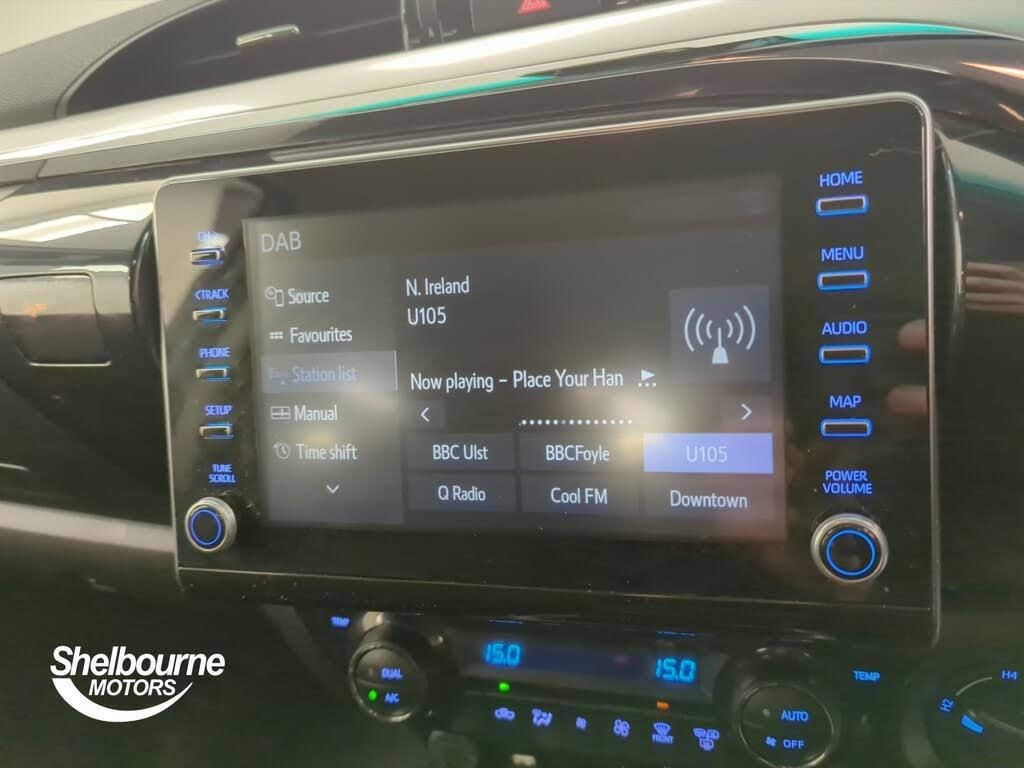 CH>
<TRACK
PHONE
SETUP
TUNE
SCROLL
DAB
Source
Favourites
Station list
Manual
Time shift
N. Ireland
U105
Now playing - Place Your Han
BBC Ulst
BBCFoyle
U105
Q Radio
Cool FM
Downtown
HOME
MENU
AUDIO
MAP
POWER
VOLUME
TEMP
DUAL
A/C
15.0
15.0
FRONT
TEMP
AUTO
OFF
H2
H4
Shelbourne
MOTORS